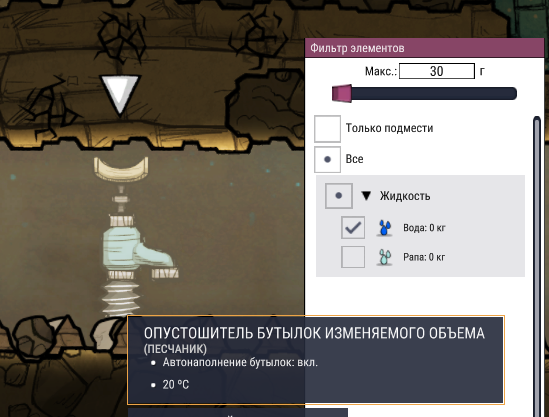 Фильтр элементов
Макс.: 30 г
Только подмести
Все
Жидкость
Вода: 0 кг
Рапа: 0 кг
ОПУСТОШИТЕЛЬ БУТЫЛОК ИЗМЕНЯЕМОГО ОБЪЕМА
(ПЕСЧАНИК)
• Автонаполнение бутылок: вкл.
• 20 ºC